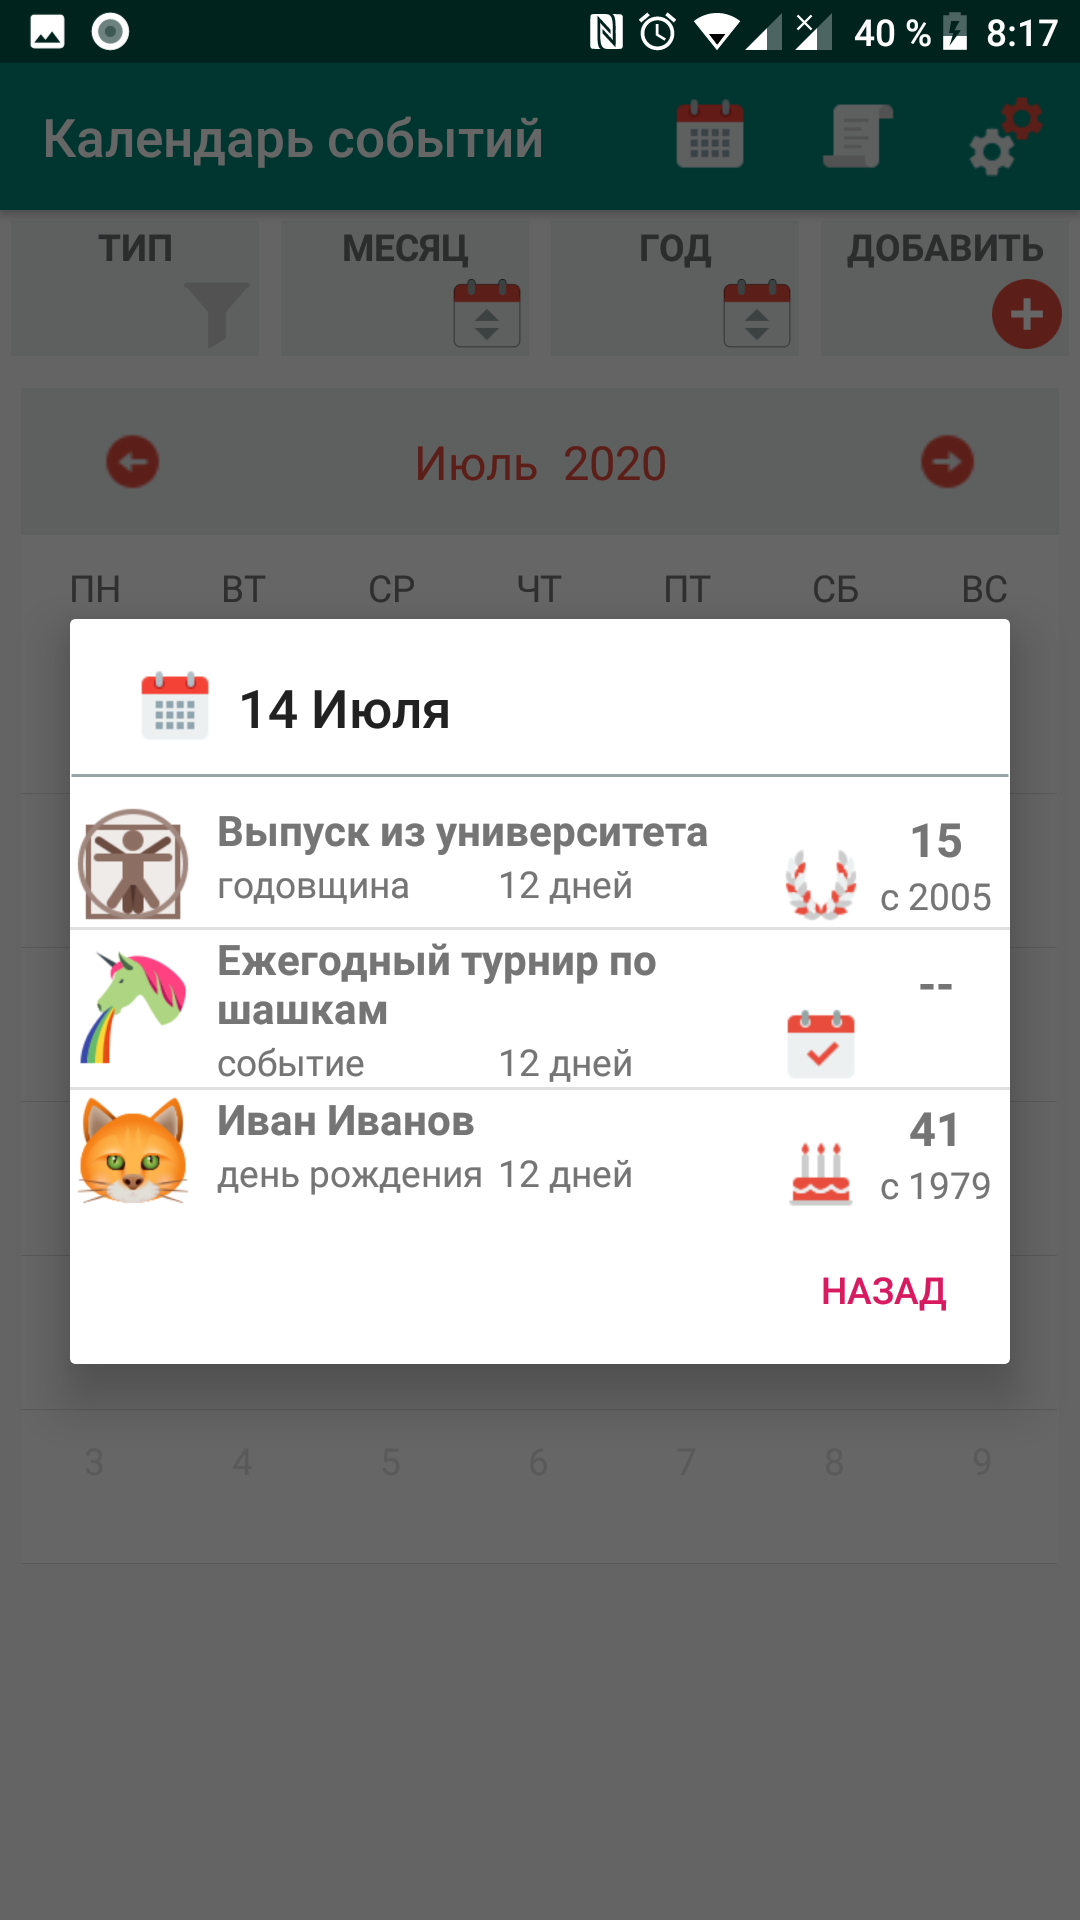 40 % 8:17
Календарь событий
ТИП МЕСЯЦ ГОД ДОБАВИТЬ
Июль 2020
ПН ВТ СР ЧТ ПТ СБ ВС
14 Июля
Выпуск из университета 15
годовщина 12 дней с 2005
Ежегодный турнир по --
шашкам
событие 12 дней
Иван Иванов 41
день рождения 12 дней с 1979
НАЗАД
3 4 5 6 7 8 9